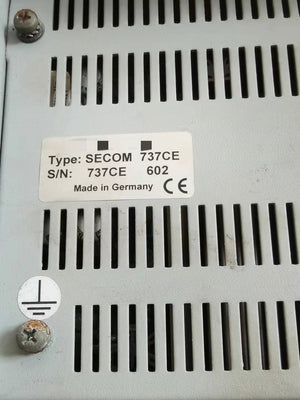 Type: SECOM 737CE
S/N: 737CE 602
Made in Germany CE